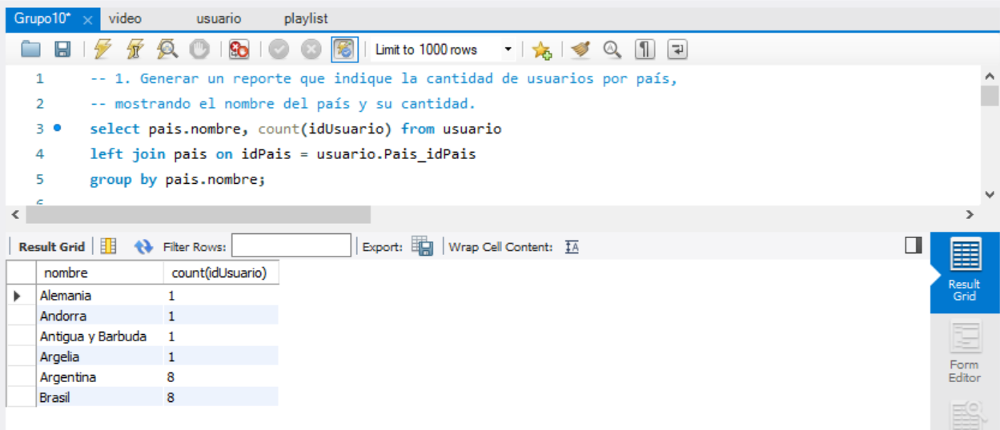 Grupo10* × video usuario playlist
Limit to 1000 rows
1 -- 1. Generar un reporte que indique la cantidad de usuarios por país,
2 -- mostrando el nombre del país y su cantidad.
3 select pais.nombre, count(idUsuario) from usuario
4 left join pais on idPais = usuario.Pais_idPais
5 group by pais.nombre;
Result Grid Filter Rows: Export: Wrap Cell Content: IA
nombre count(idUsuario)
Alemania 1
Andorra 1
Antigua y Barbuda 1
Argelia 1
Argentina 8
Brasil 8
Result
Grid
Form
Editor